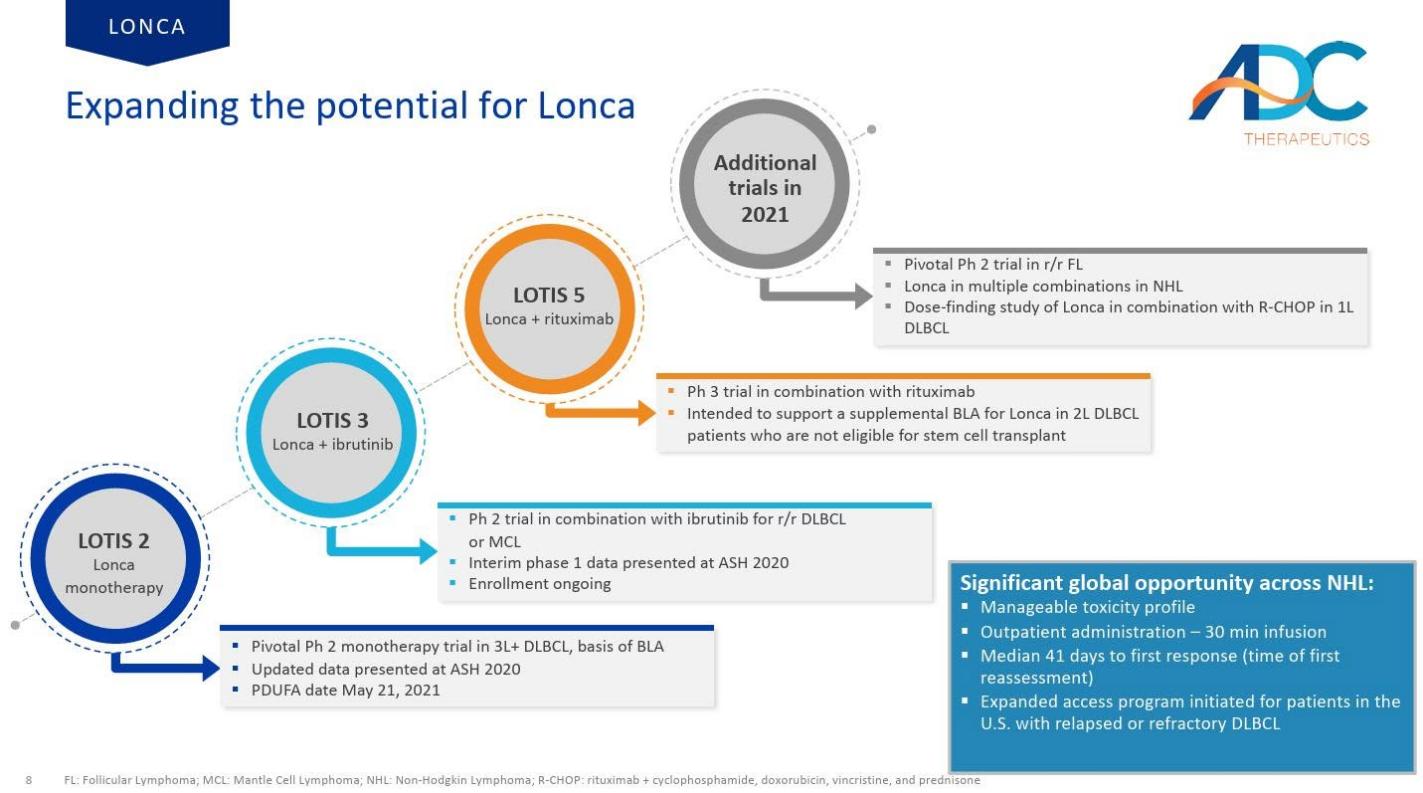 LONCA
Expanding the potential for Lonca
ADC
THERAPEUTICS
Additional
trials in
2021
▪ Pivotal Ph 2 trial in r/r FL
▪ Lonca in multiple combinations in NHL
▪ Dose-finding study of Lonca in combination with R-CHOP in 1L
DLBCL
LOTIS 5
Lonca + rituximab
▪ Ph 3 trial in combination with rituximab
▪ Intended to support a supplemental BLA for Lonca in 2L DLBCL
patients who are not eligible for stem cell transplant
LOTIS 3
Lonca + ibrutinib
▪ Ph 2 trial in combination with ibrutinib for r/r DLBCL
or MCL
▪ Interim phase 1 data presented at ASH 2020
▪ Enrollment ongoing
LOTIS 2
Lonca
monotherapy
▪ Pivotal Ph 2 monotherapy trial in 3L+ DLBCL, basis of BLA
▪ Updated data presented at ASH 2020
▪ PDUFA date May 21, 2021
Significant global opportunity across NHL:
▪ Manageable toxicity profile
▪ Outpatient administration – 30 min infusion
▪ Median 41 days to first response (time of first
reassessment)
▪ Expanded access program initiated for patients in the
U.S. with relapsed or refractory DLBCL
8
FL: Follicular Lymphoma; MCL: Mantle Cell Lymphoma; NHL: Non-Hodgkin Lymphoma; R-CHOP: rituximab + cyclophosphamide, doxorubicin, vincristine, and prednisone